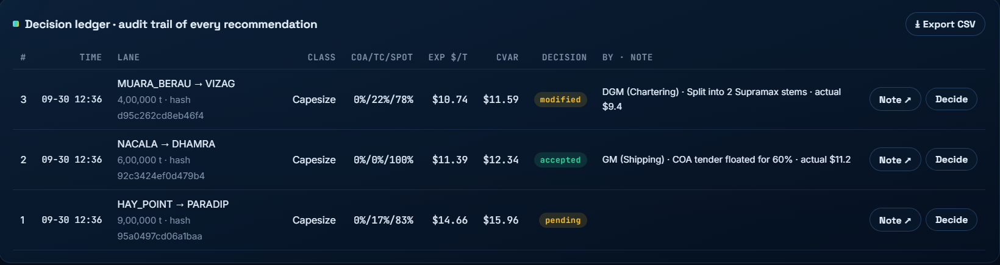 Decision ledger · audit trail of every recommendation
⤓ Export CSV
# TIME LANE CLASS COA/TC/SPOT EXP $/T CVAR DECISION BY · NOTE
MUARA_BERAU → VIZAG
3 09-30 12:36 4,00,000 t · hash Capesize 0%/22%/78% $10.74 $11.59 modified DGM (Chartering) · Split into 2 Supramax stems · actual Note ↗ Decide
d95c262cd8eb46f4 $9.4
NACALA → DHAMRA
2 09-30 12:36 6,00,000 t · hash Capesize 0%/0%/100% $11.39 $12.34 accepted GM (Shipping) · COA tender floated for 60% · actual $11.2 Note ↗ Decide
92c3424ef0d479b4
HAY_POINT → PARADIP
1 09-30 12:36 9,00,000 t · hash Capesize 0%/17%/83% $14.66 $15.96 pending Note ↗ Decide
95a0497cd06a1baa